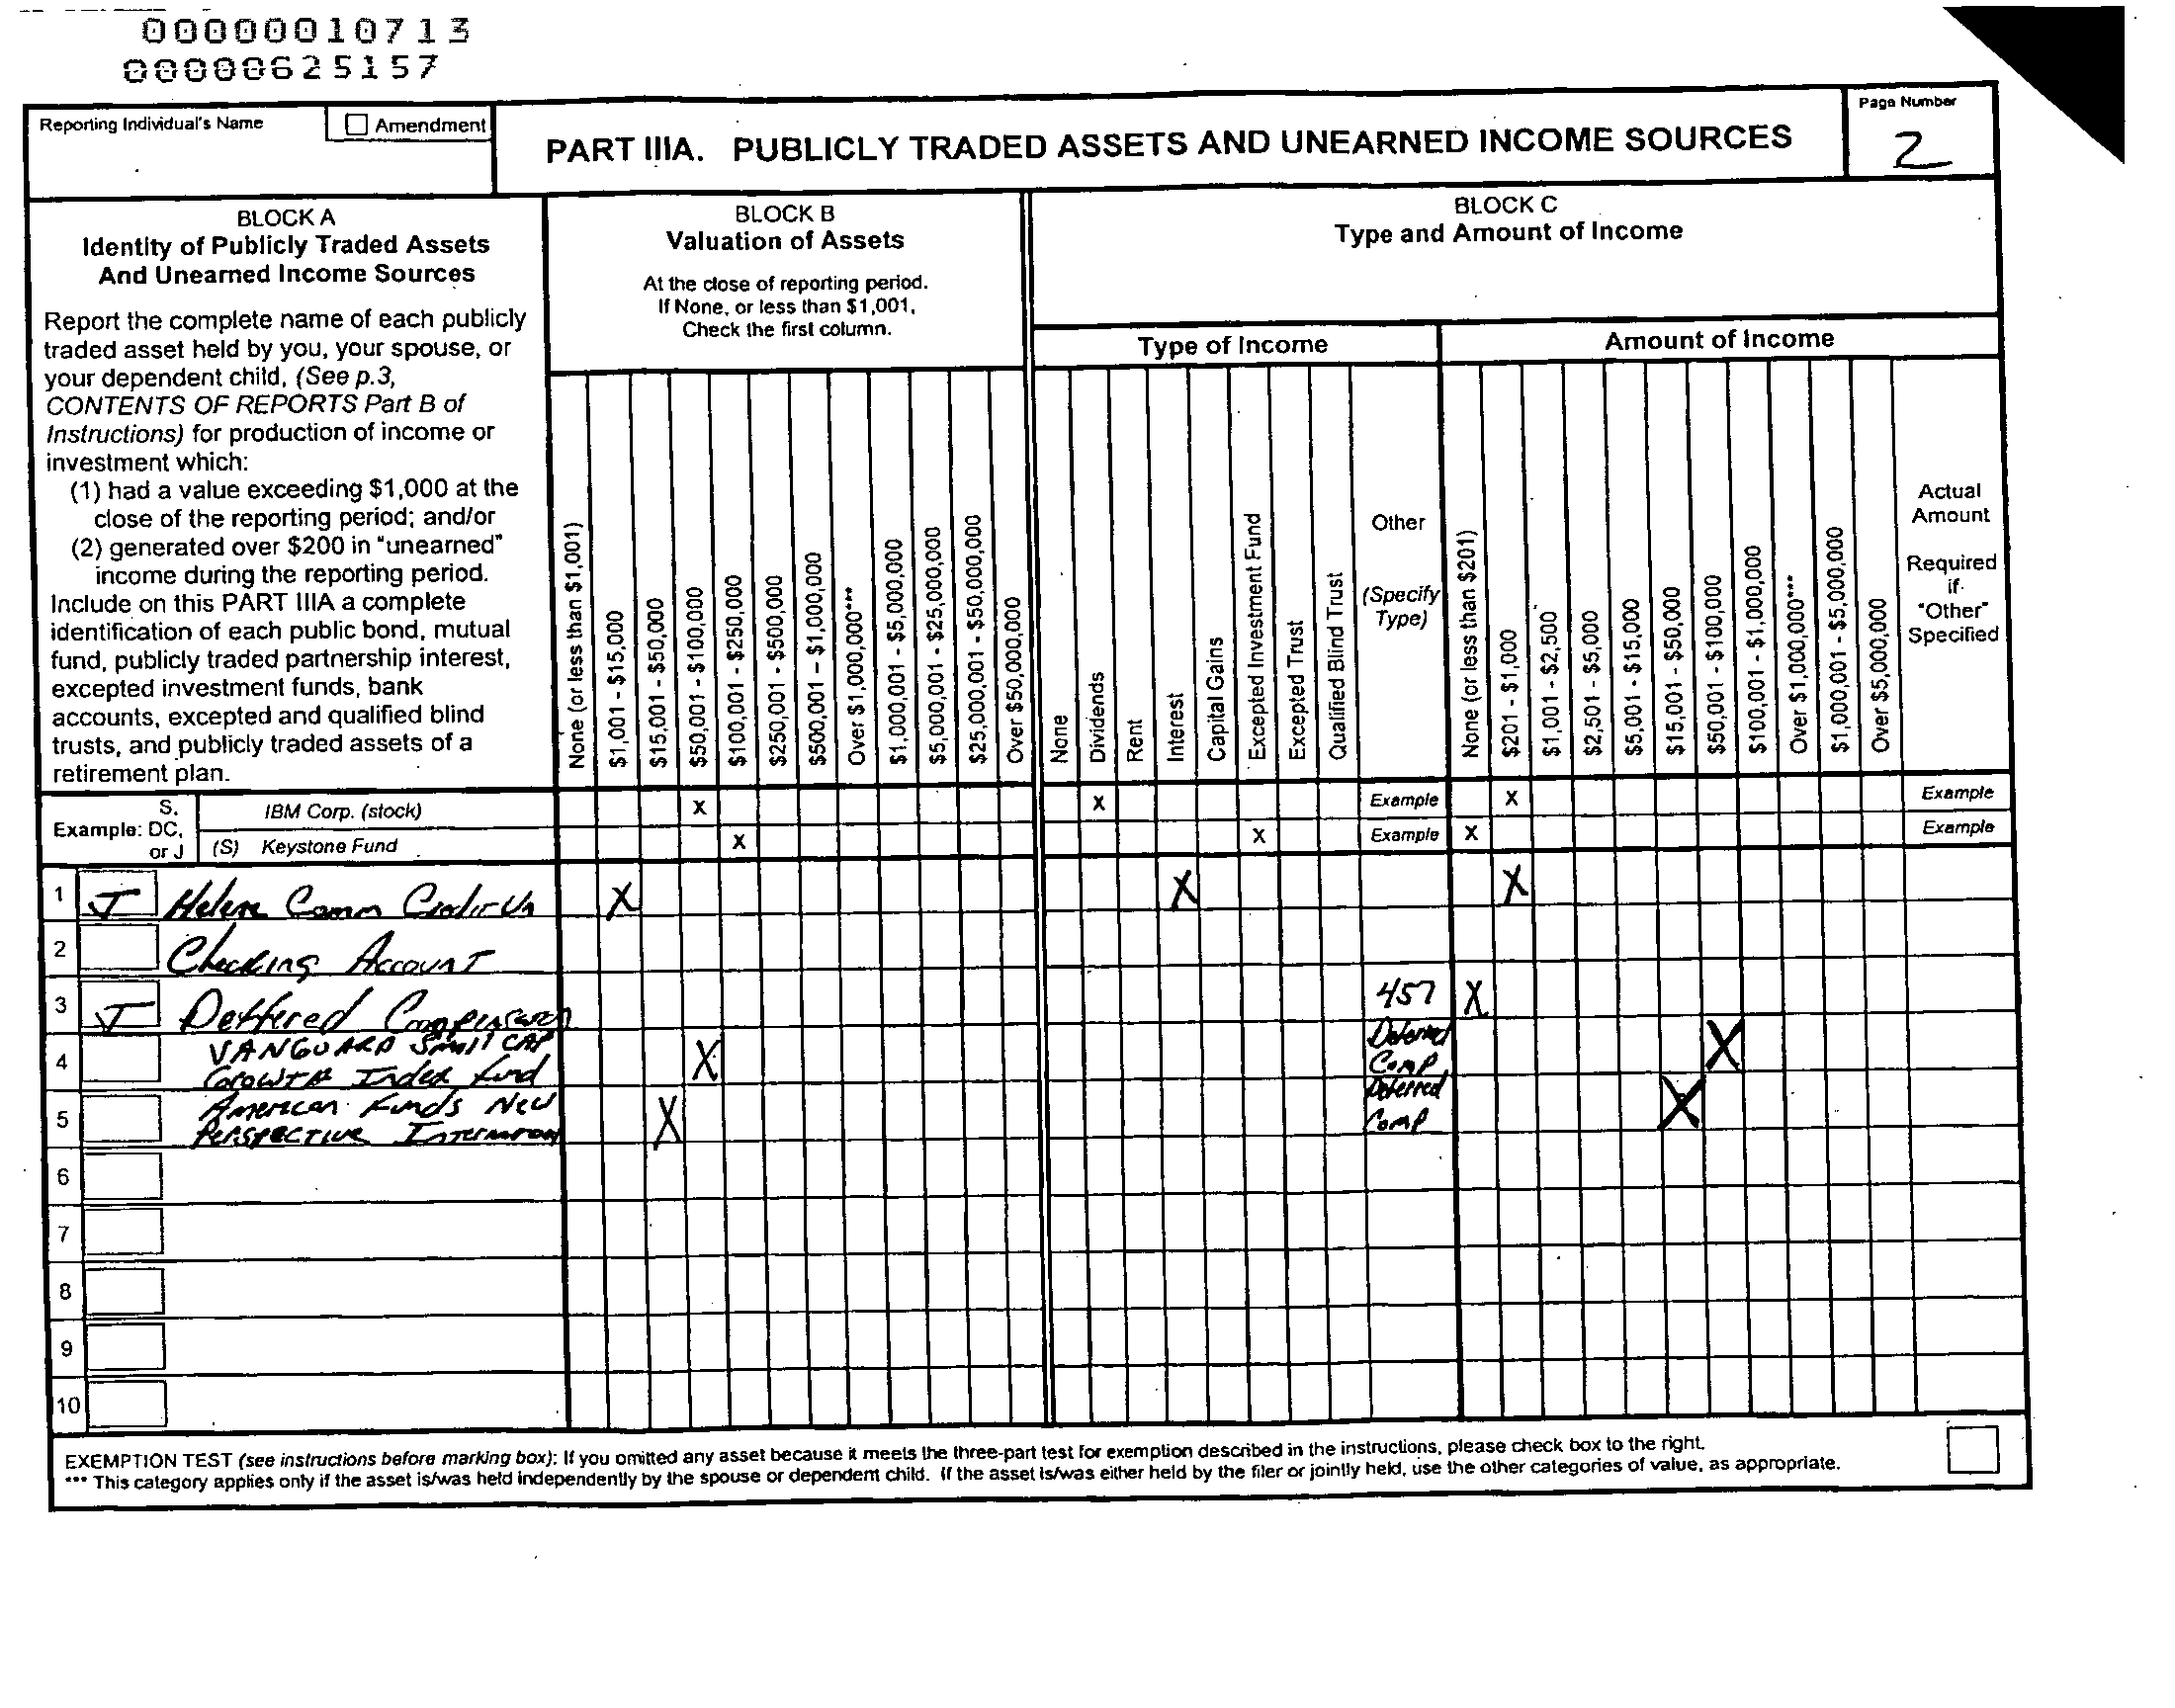 00000010713
00000625157
Reporting Individual's Name
Amendment
PART IIIA. PUBLICLY TRADED ASSETS AND UNEARNED INCOME SOURCES
Page Number
2
BLOCK A
Identity of Publicly Traded Assets
And Unearned Income Sources
Report the complete name of each publicly
traded asset held by you, your spouse, or
your dependent child, (See p.3,
CONTENTS OF REPORTS Part B of
Instructions) for production of income or
investment which:
(1) had a value exceeding $1,000 at the
close of the reporting period; and/or
(2) generated over $200 in "unearned"
income during the reporting period.
Include on this PART IIIA a complete
identification of each public bond, mutual
fund, publicly traded partnership interest,
excepted investment funds, bank
accounts, excepted and qualified blind
trusts, and publicly traded assets of a
retirement plan.
BLOCK B
Valuation of Assets
At the close of reporting period.
If None, or less than $1,001,
Check the first column.
None (or less than $1,001)
$1,001 - $15,000
$15,001 - $50,000
$50,001 - $100,000
$100,001 - $250,000
$250,001 - $500,000
$500,001 - $1,000,000
Over $1,000,000***
$1,000,001 - $5,000,000
$5,000,001 - $25,000,000
$25,000,001 - $50,000,000
Over $50,000,000
BLOCK C
Type and Amount of Income
Type of Income
None
Dividends
Rent
Interest
Capital Gains
Excepted Investment Fund
Excepted Trust
Qualified Blind Trust
Other
(Specify
Type)
Amount of Income
None (or less than $201)
$201 - $1,000
$1,001 - $2,500
$2,501 - $5,000
$5,001 - $15,000
$15,001 - $50,000
$50,001 - $100,000
$100,001 - $1,000,000
Over $1,000,000***
$1,000,001 - $5,000,000
Over $5,000,000
Actual
Amount
Required
if
"Other"
Specified
Example: DC,
S,
or J
IBM Corp. (stock) X X Example X Example
(S) Keystone Fund X X Example X Example
1 J Helena Comm Credit Un X X X
2 Checking Account
3 J Deffered Compensation 457 X
4 VANGUARD Small CAP
Growth Index Fund X Deferred
Comp X
5 American Funds New
Perspective X Deferred
Comp X
6
7
8
9
10
EXEMPTION TEST (see instructions before marking box): If you omitted any asset because it meets the three-part test for exemption described in the instructions, please check box to the right.
*** This category applies only if the asset is/was held independently by the spouse or dependent child. If the asset is/was either held by the filer or jointly held, use the other categories of value, as appropriate.